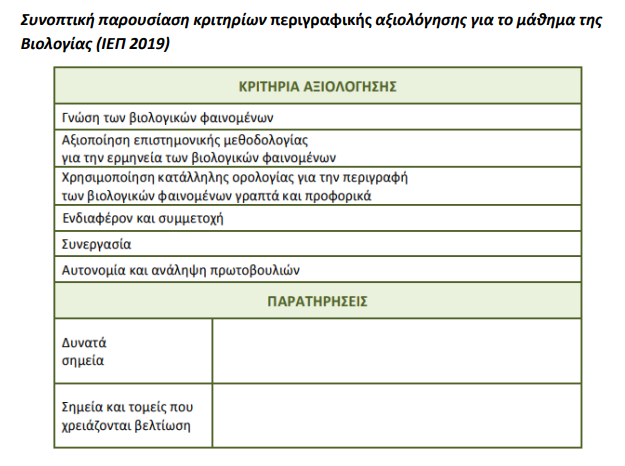 Συνοπτική παρουσίαση κριτηρίων περιγραφικής αξιολόγησης για το μάθημα της
Βιολογίας (ΙΕΠ 2019)
ΚΡΙΤΗΡΙΑ ΑΞΙΟΛΟΓΗΣΗΣ
Γνώση των βιολογικών φαινομένων
Αξιοποίηση επιστημονικής μεθοδολογίας
για την ερμηνεία των βιολογικών φαινομένων
Χρησιμοποίηση κατάλληλης ορολογίας για την περιγραφή
των βιολογικών φαινομένων γραπτά και προφορικά
Ενδιαφέρον και συμμετοχή
Συνεργασία
Αυτονομία και ανάληψη πρωτοβουλιών
ΠΑΡΑΤΗΡΗΣΕΙΣ
Δυνατά
σημεία
Σημεία και τομείς που
χρειάζονται βελτίωση